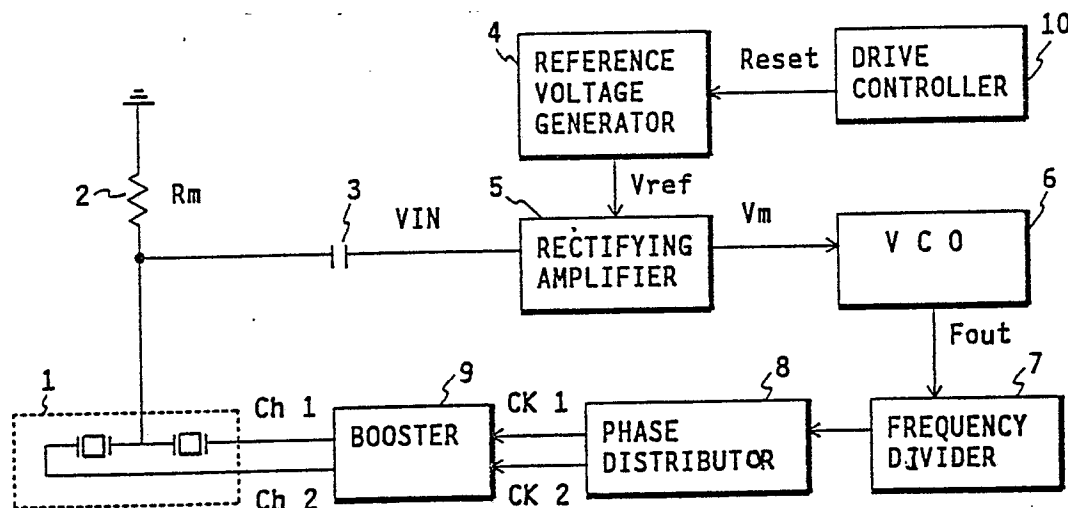 4
10
REFERENCE
VOLTAGE
GENERATOR
Reset
DRIVE
CONTROLLER
2
Rm
3
VIN
5
Vref
RECTIFYING
AMPLIFIER
Vm
6
V C O
Fout
1
Ch 1
Ch 2
9
BOOSTER
CK 1
CK 2
8
PHASE
DISTRIBUTOR
7
FREQUENCY
DIVIDER